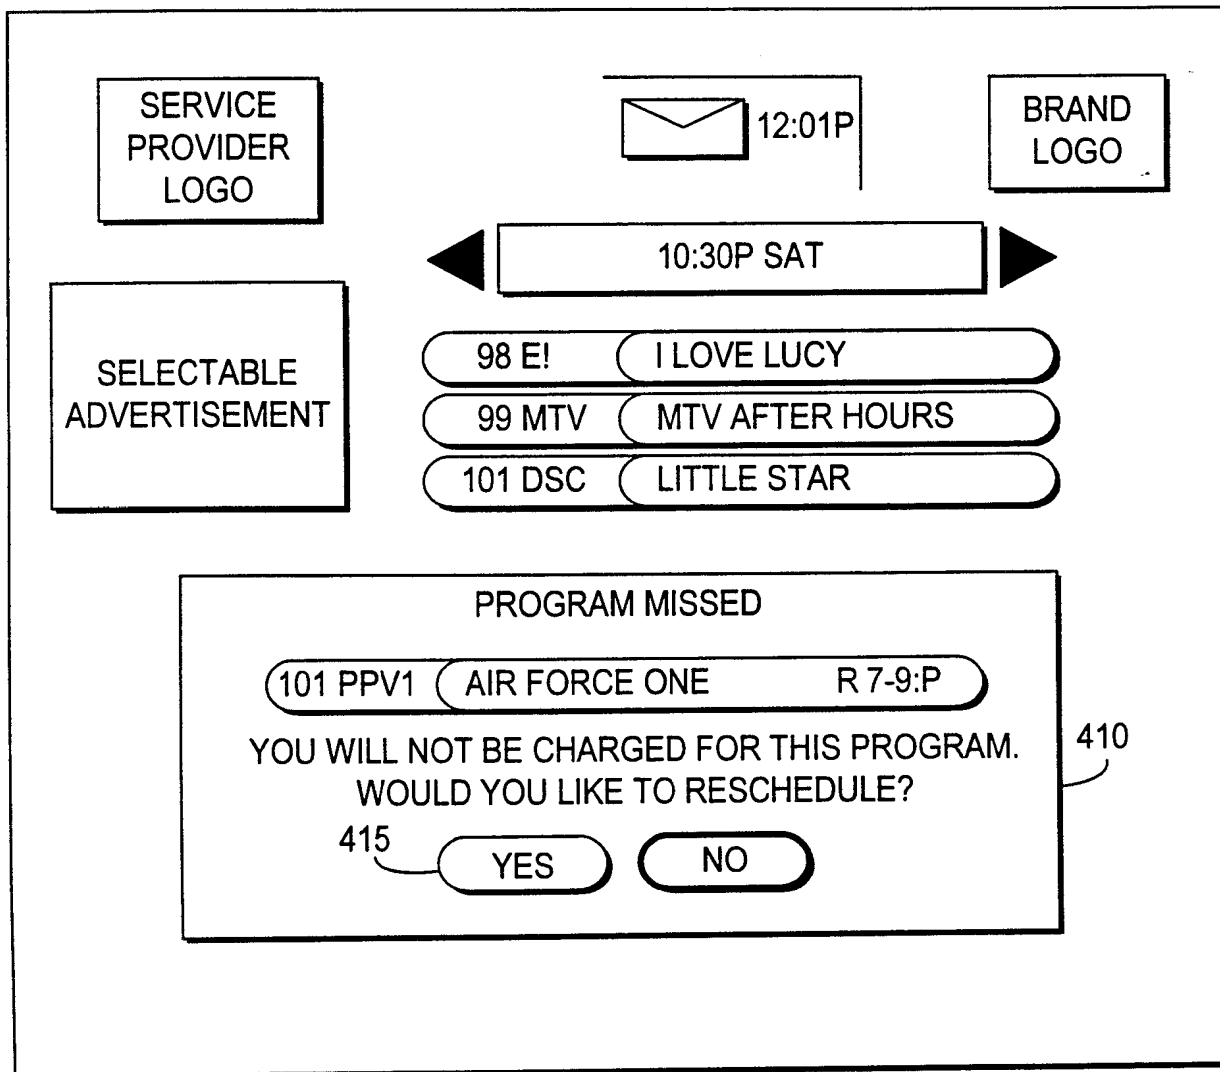 SERVICE
PROVIDER
LOGO
12:01P
BRAND
LOGO
10:30P SAT
SELECTABLE
ADVERTISEMENT
98 E! I LOVE LUCY
99 MTV MTV AFTER HOURS
101 DSC LITTLE STAR
PROGRAM MISSED
101 PPV1 AIR FORCE ONE R 7-9:P
YOU WILL NOT BE CHARGED FOR THIS PROGRAM.
WOULD YOU LIKE TO RESCHEDULE?
410
415
YES NO